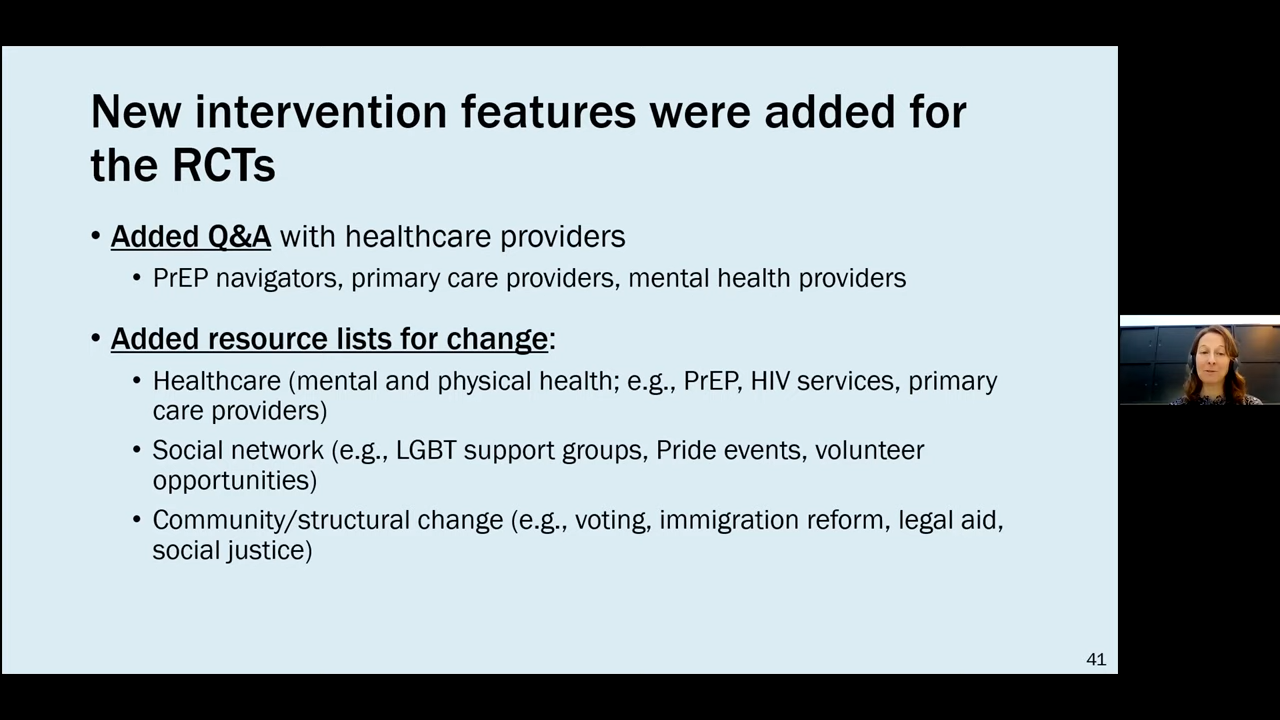 New intervention features were added for
the RCTs
• Added Q&A with healthcare providers
• PrEP navigators, primary care providers, mental health providers
• Added resource lists for change:
• Healthcare (mental and physical health; e.g., PrEP, HIV services, primary
care providers)
• Social network (e.g., LGBT support groups, Pride events, volunteer
opportunities)
• Community/structural change (e.g., voting, immigration reform, legal aid,
social justice)
41